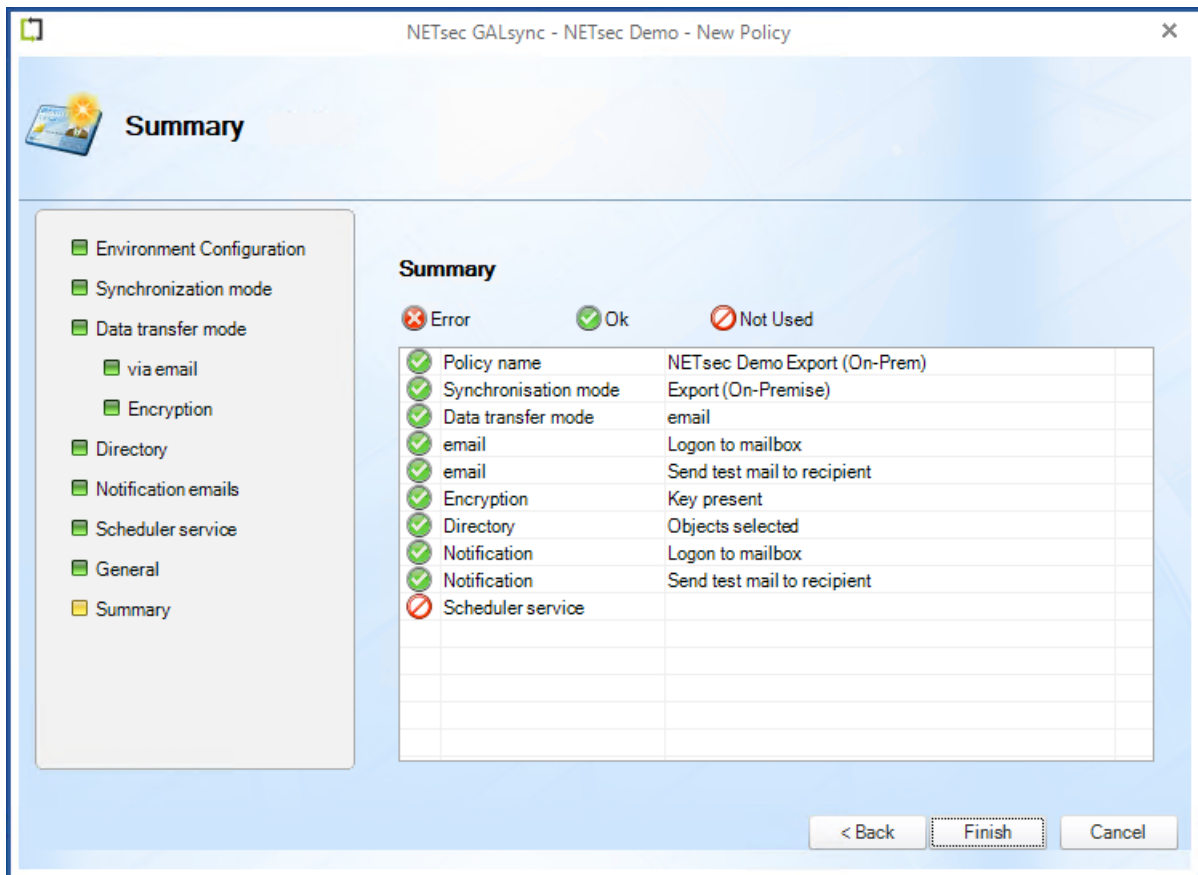 NETsec GALsync - NETsec Demo - New Policy
Summary
Environment Configuration
Synchronization mode
Data transfer mode
via email
Encryption
Directory
Notification emails
Scheduler service
General
Summary
Summary
Error Ok Not Used
Policy name NETsec Demo Export (On-Prem)
Synchronisation mode Export (On-Premise)
Data transfer mode email
email Logon to mailbox
email Send test mail to recipient
Encryption Key present
Directory Objects selected
Notification Logon to mailbox
Notification Send test mail to recipient
Scheduler service
< Back Finish Cancel